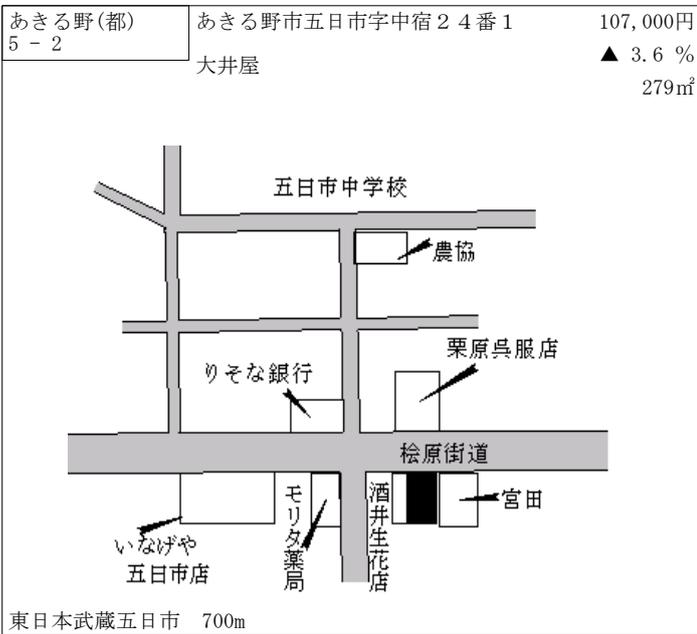 あきる野(都)
5 - 2
あきる野市五日市字中宿24番1
大井屋
107,000円
▲ 3.6 %
279㎡
五日市中学校
農協
栗原呉服店
りそな銀行
桧原街道
モリタ薬局
酒井生花店
宮田
いなげや
五日市店
東日本武蔵五日市 700m